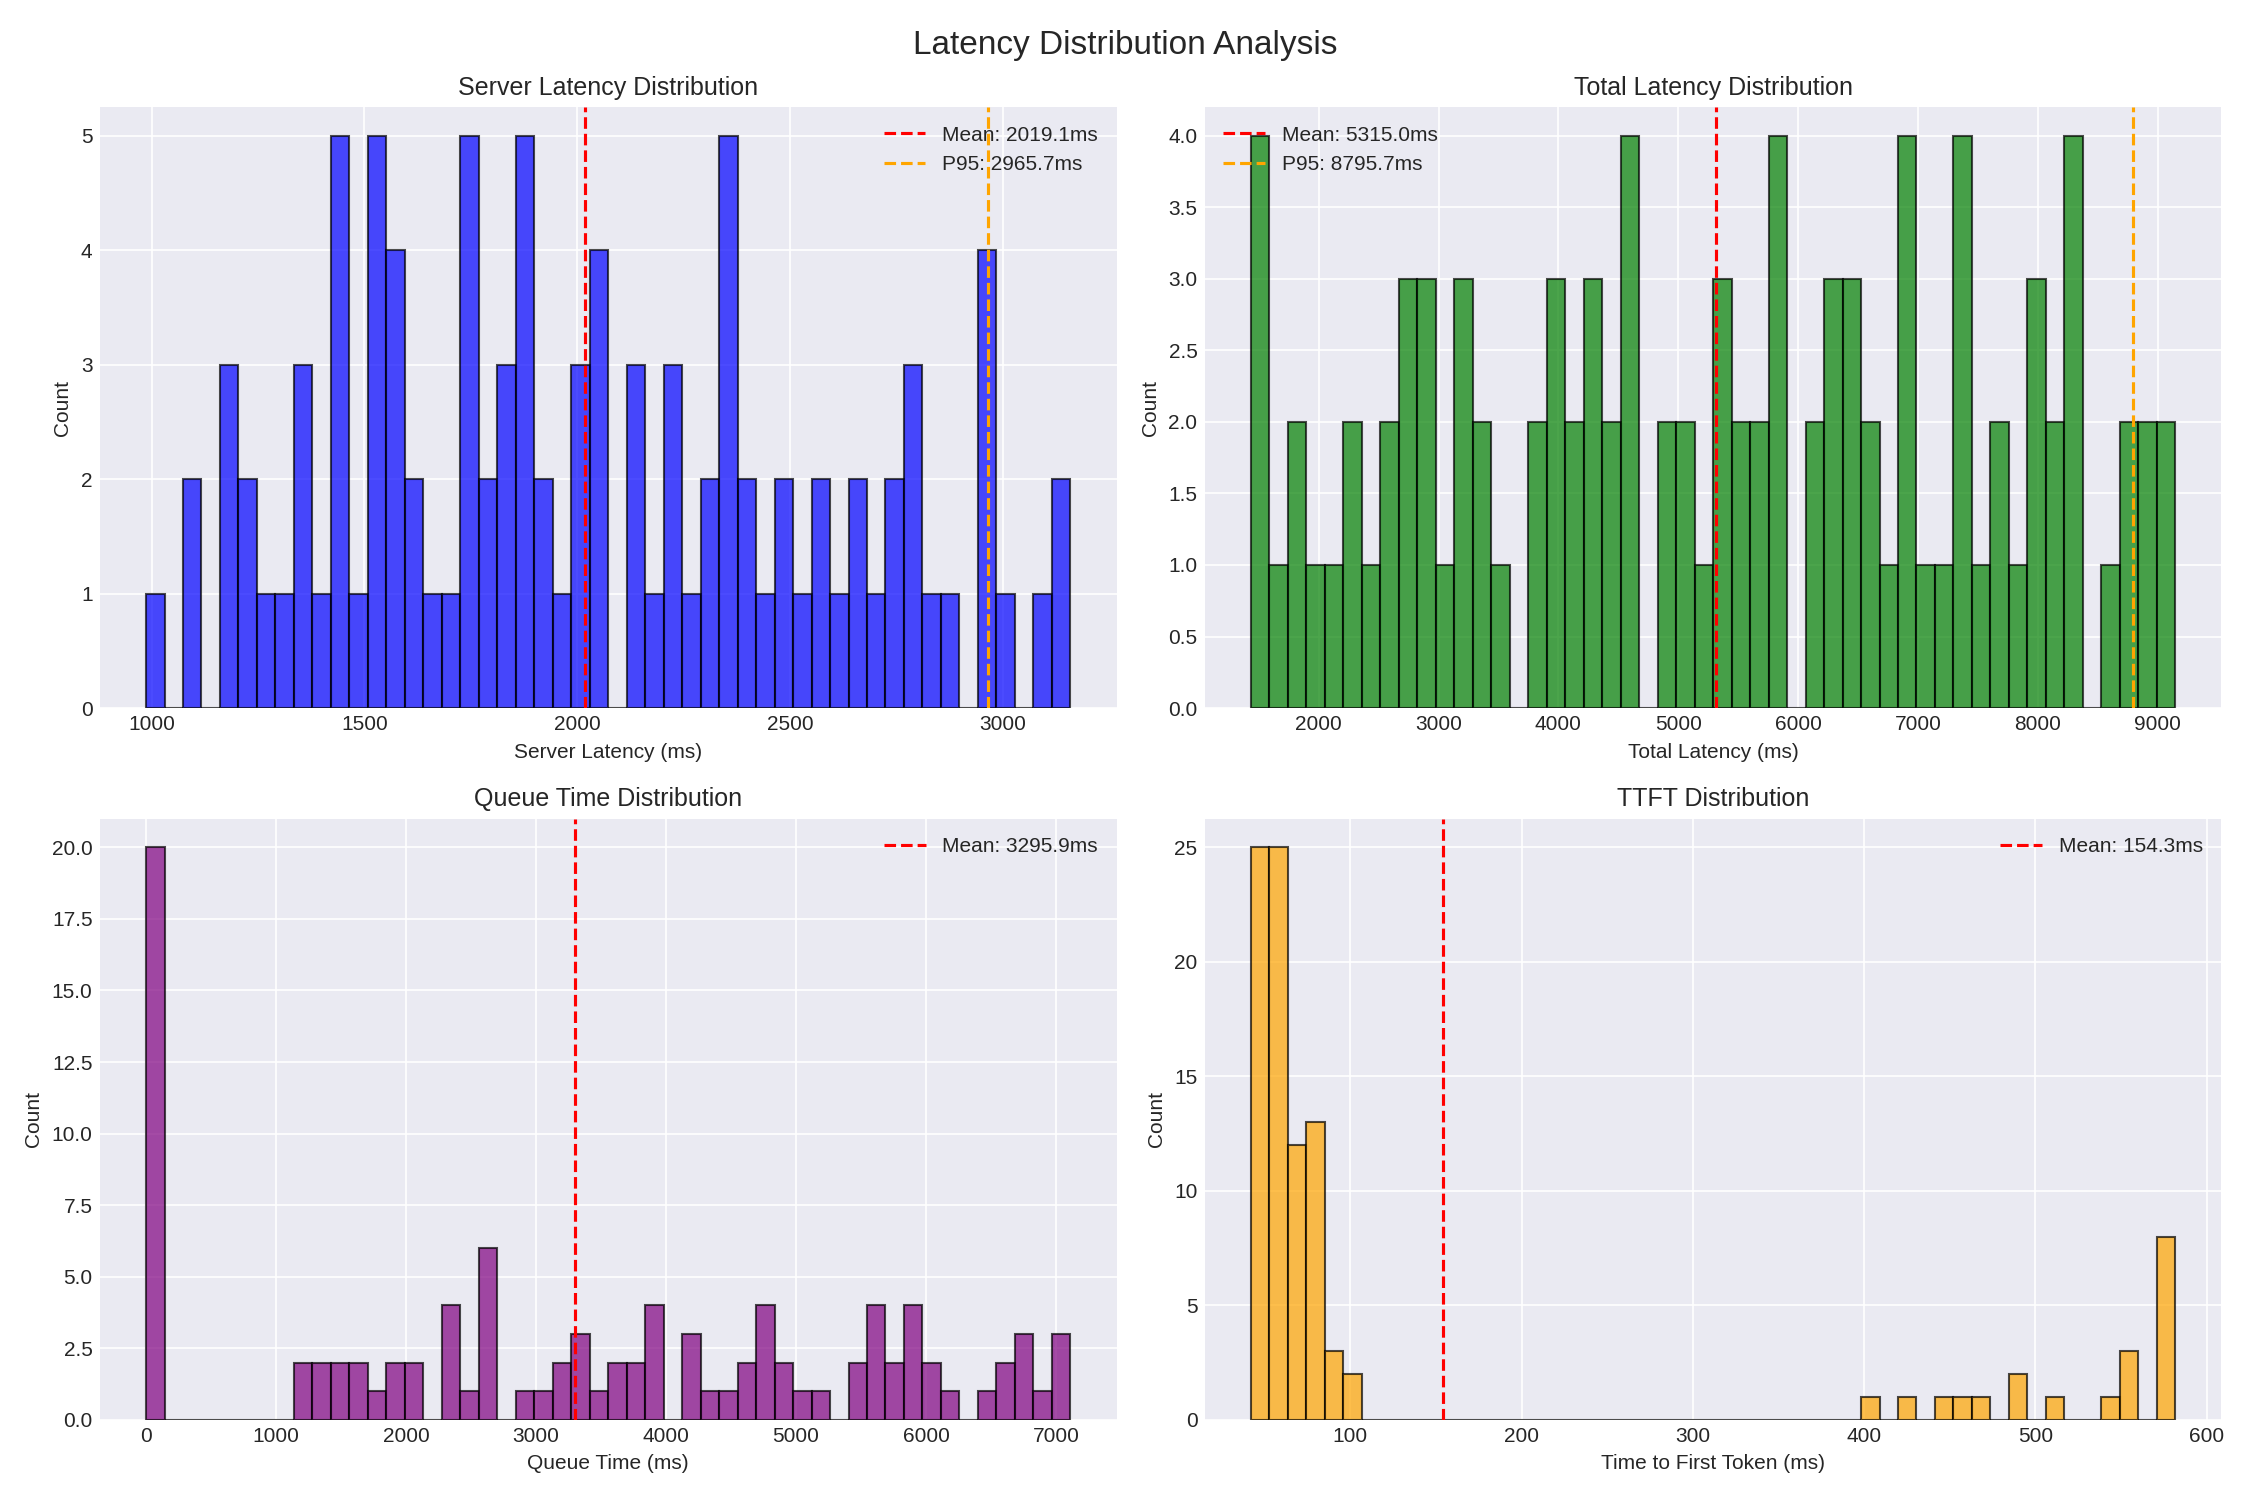 Latency Distribution Analysis
Server Latency Distribution
Mean: 2019.1ms
P95: 2965.7ms
5
4
3
2
1
0
Count
1000 1500 2000 2500 3000
Server Latency (ms)
Total Latency Distribution
Mean: 5315.0ms
P95: 8795.7ms
4.0
3.5
3.0
2.5
2.0
1.5
1.0
0.5
0.0
Count
2000 3000 4000 5000 6000 7000 8000 9000
Total Latency (ms)
Queue Time Distribution
Mean: 3295.9ms
20.0
17.5
15.0
12.5
10.0
7.5
5.0
2.5
0.0
Count
0 1000 2000 3000 4000 5000 6000 7000
Queue Time (ms)
TTFT Distribution
Mean: 154.3ms
25
20
15
10
5
0
Count
100 200 300 400 500 600
Time to First Token (ms)